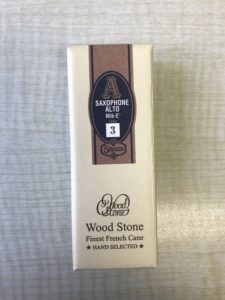 A
SAXOPHONE
ALTO
Mib-E♭
3
Wood
Stone
Wood Stone
Finest French Cane
★ HAND SELECTED ★